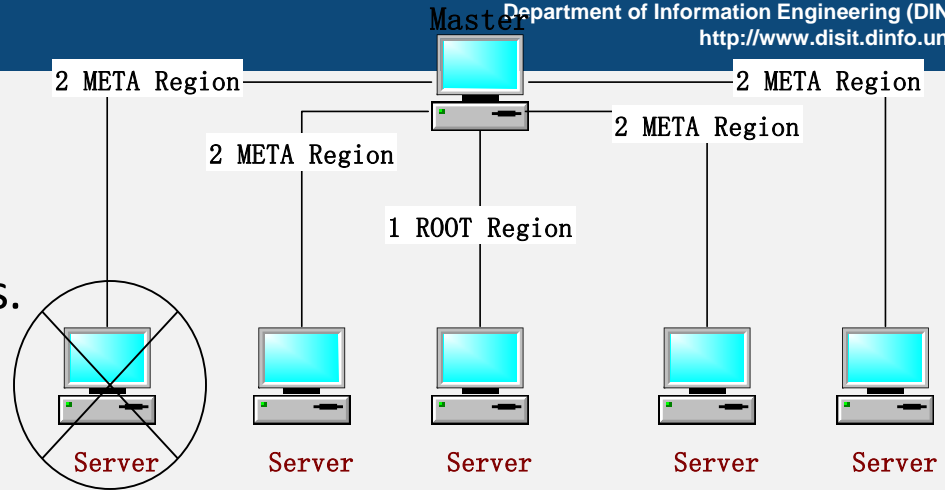 Department of Information Engineering (DIN
http://www.disit.dinfo.un
Master
2 META Region
2 META Region
2 META Region
2 META Region
1 ROOT Region
s.
Server
Server
Server
Server
Server